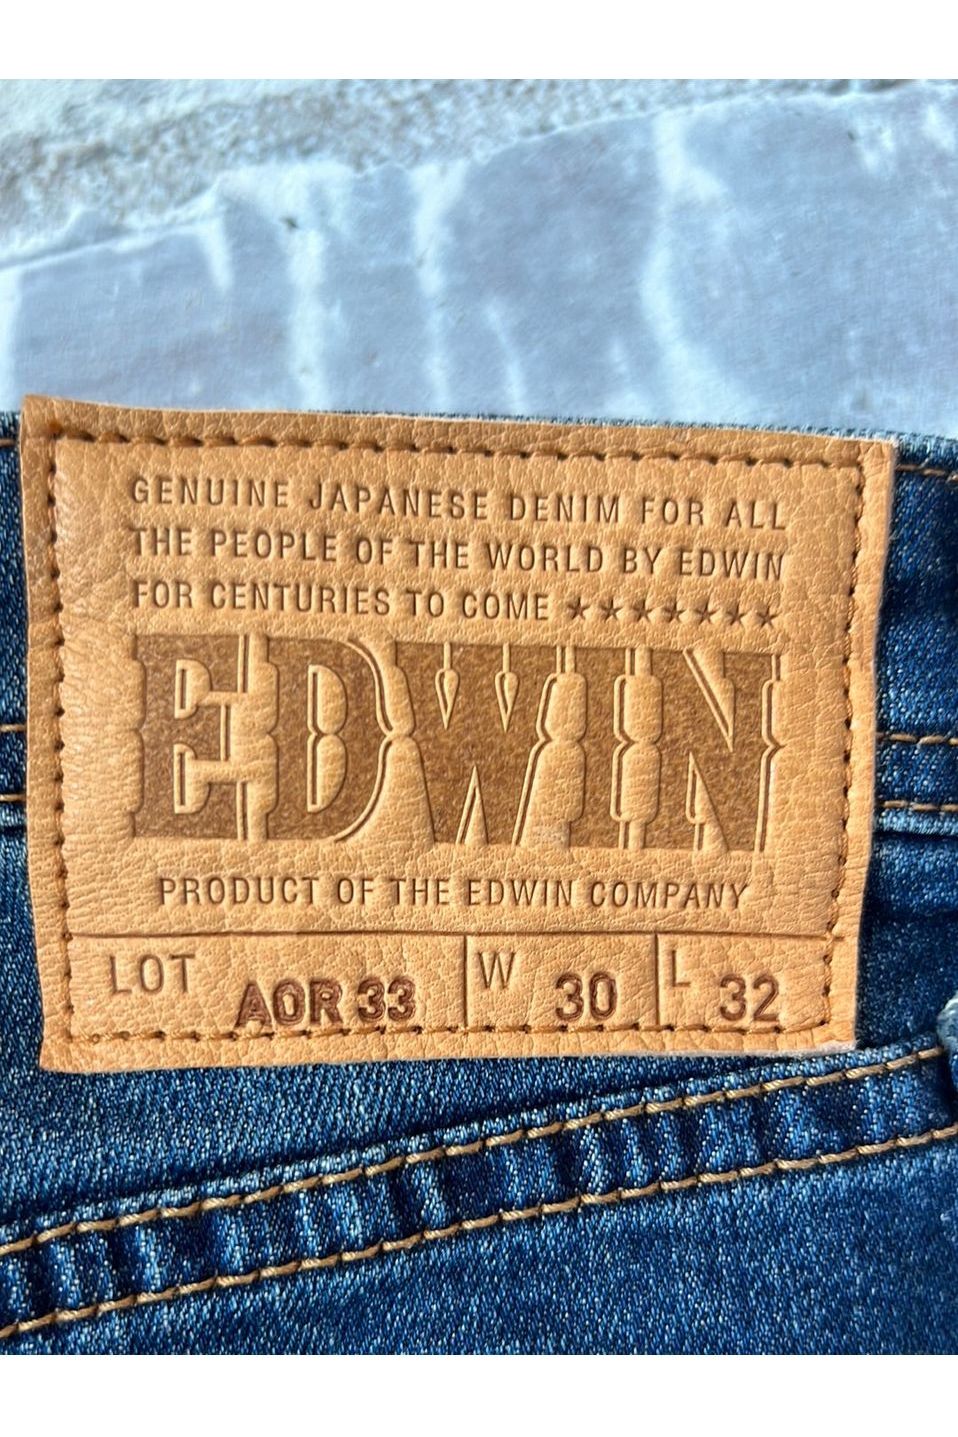 GENUINE JAPANESE DENIM FOR ALL
THE PEOPLE OF THE WORLD BY EDWIN
FOR CENTURIES TO COME ★★★★★★★
EDWIN
PRODUCT OF THE EDWIN COMPANY
LOT AOR 33 W 30 L 32